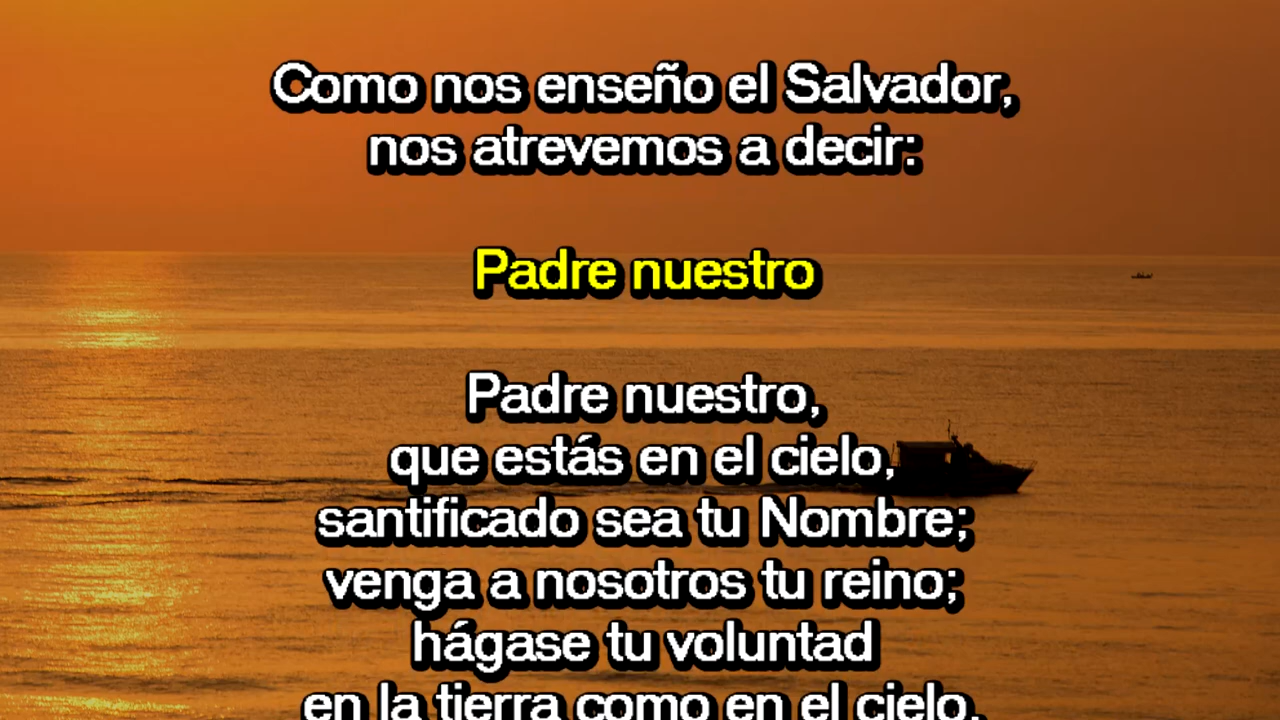 Como nos enseño el Salvador,
nos atrevemos a decir:
Padre nuestro
Padre nuestro,
que estás en el cielo,
santificado sea tu Nombre;
venga a nosotros tu reino;
hágase tu voluntad
en la tierra como en el cielo.